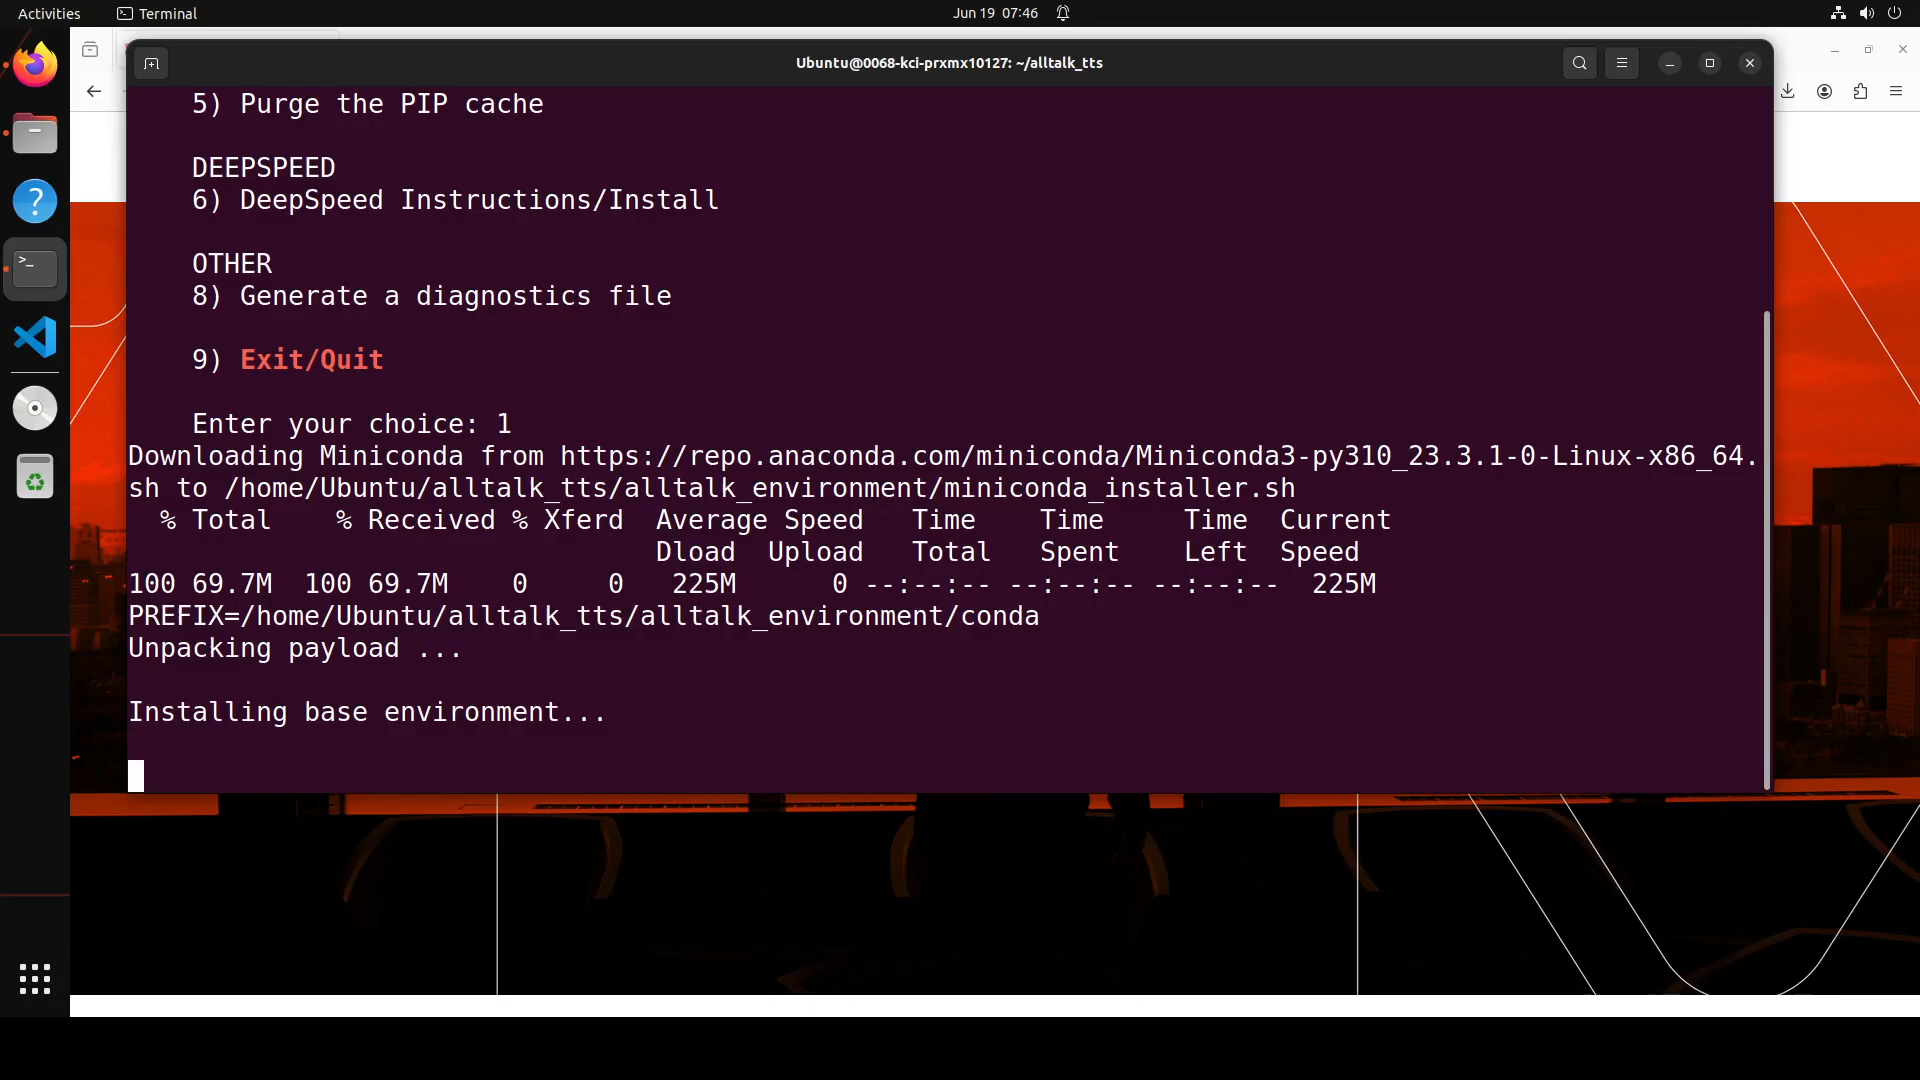 Activities Terminal Jun 19 07:46
Ubuntu@0068-kci-prxmx10127: ~/alltalk_tts
5) Purge the PIP cache
DEEPSPEED
6) DeepSpeed Instructions/Install
OTHER
8) Generate a diagnostics file
9) Exit/Quit
Enter your choice: 1
Downloading Miniconda from https://repo.anaconda.com/miniconda/Miniconda3-py310_23.3.1-0-Linux-x86_64.
sh to /home/Ubuntu/alltalk_tts/alltalk_environment/miniconda_installer.sh
% Total % Received % Xferd Average Speed Time Time Time Current
Dload Upload Total Spent Left Speed
100 69.7M 100 69.7M 0 0 225M 0 --:--:-- --:--:-- --:--:-- 225M
PREFIX=/home/Ubuntu/alltalk_tts/alltalk_environment/conda
Unpacking payload ...
Installing base environment...